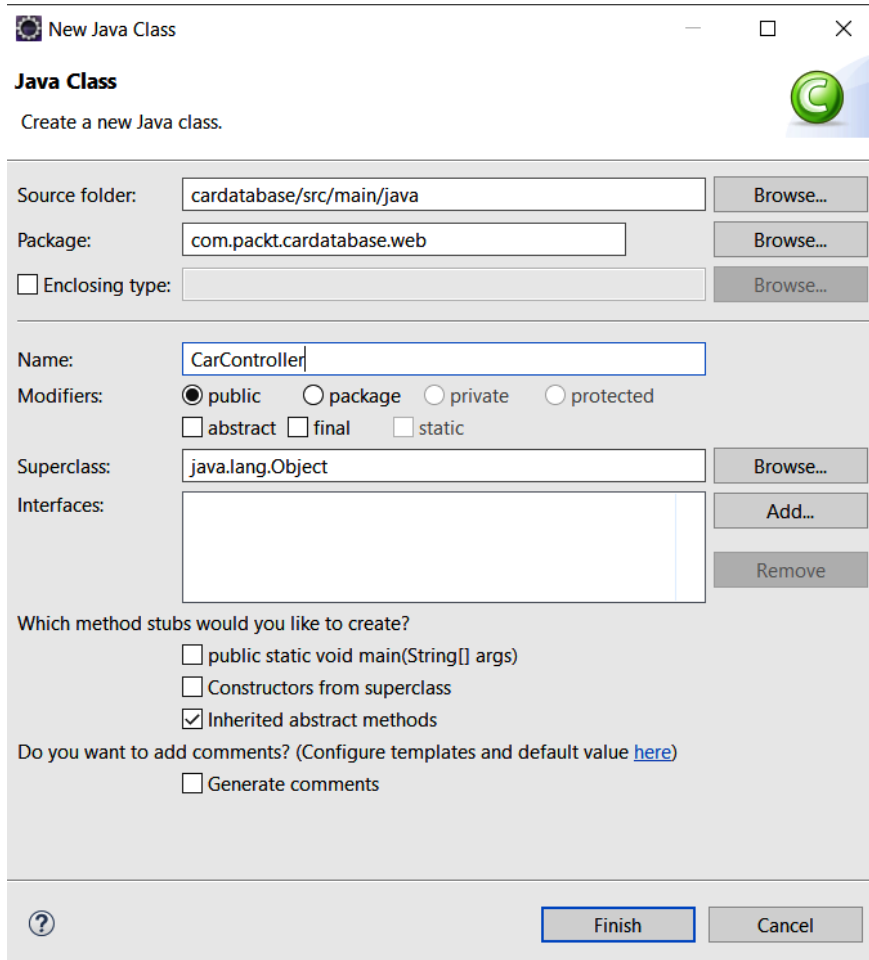 New Java Class
Java Class
C
Create a new Java class.
Source folder: cardatabase/src/main/java Browse...
Package: com.packt.cardatabase.web Browse...
Enclosing type: Browse...
Name: CarController
Modifiers: public package private protected
abstract final static
Superclass: java.lang.Object Browse...
Interfaces: Add...
Remove
Which method stubs would you like to create?
public static void main(String[] args)
Constructors from superclass
Inherited abstract methods
Do you want to add comments? (Configure templates and default value here)
Generate comments
? Finish Cancel